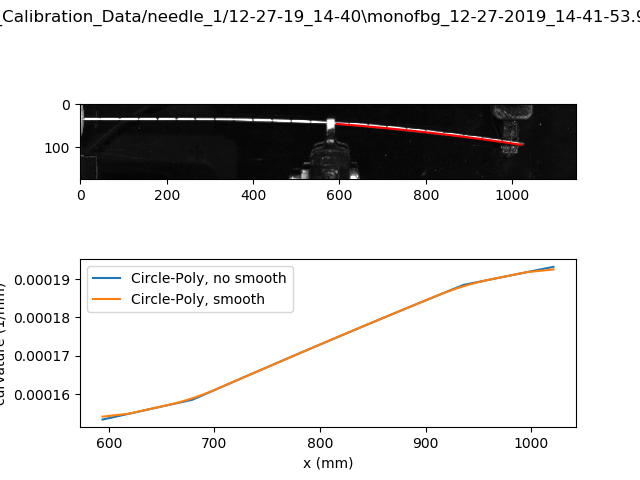 _Calibration_Data/needle_1/12-27-19_14-40\monofbg_12-27-2019_14-41-53.9
0
100
0 200 400 600 800 1000
Circle-Poly, no smooth
Circle-Poly, smooth
0.00019
0.00018
0.00017
0.00016
curvature (1/mm)
600 700 800 900 1000
x (mm)